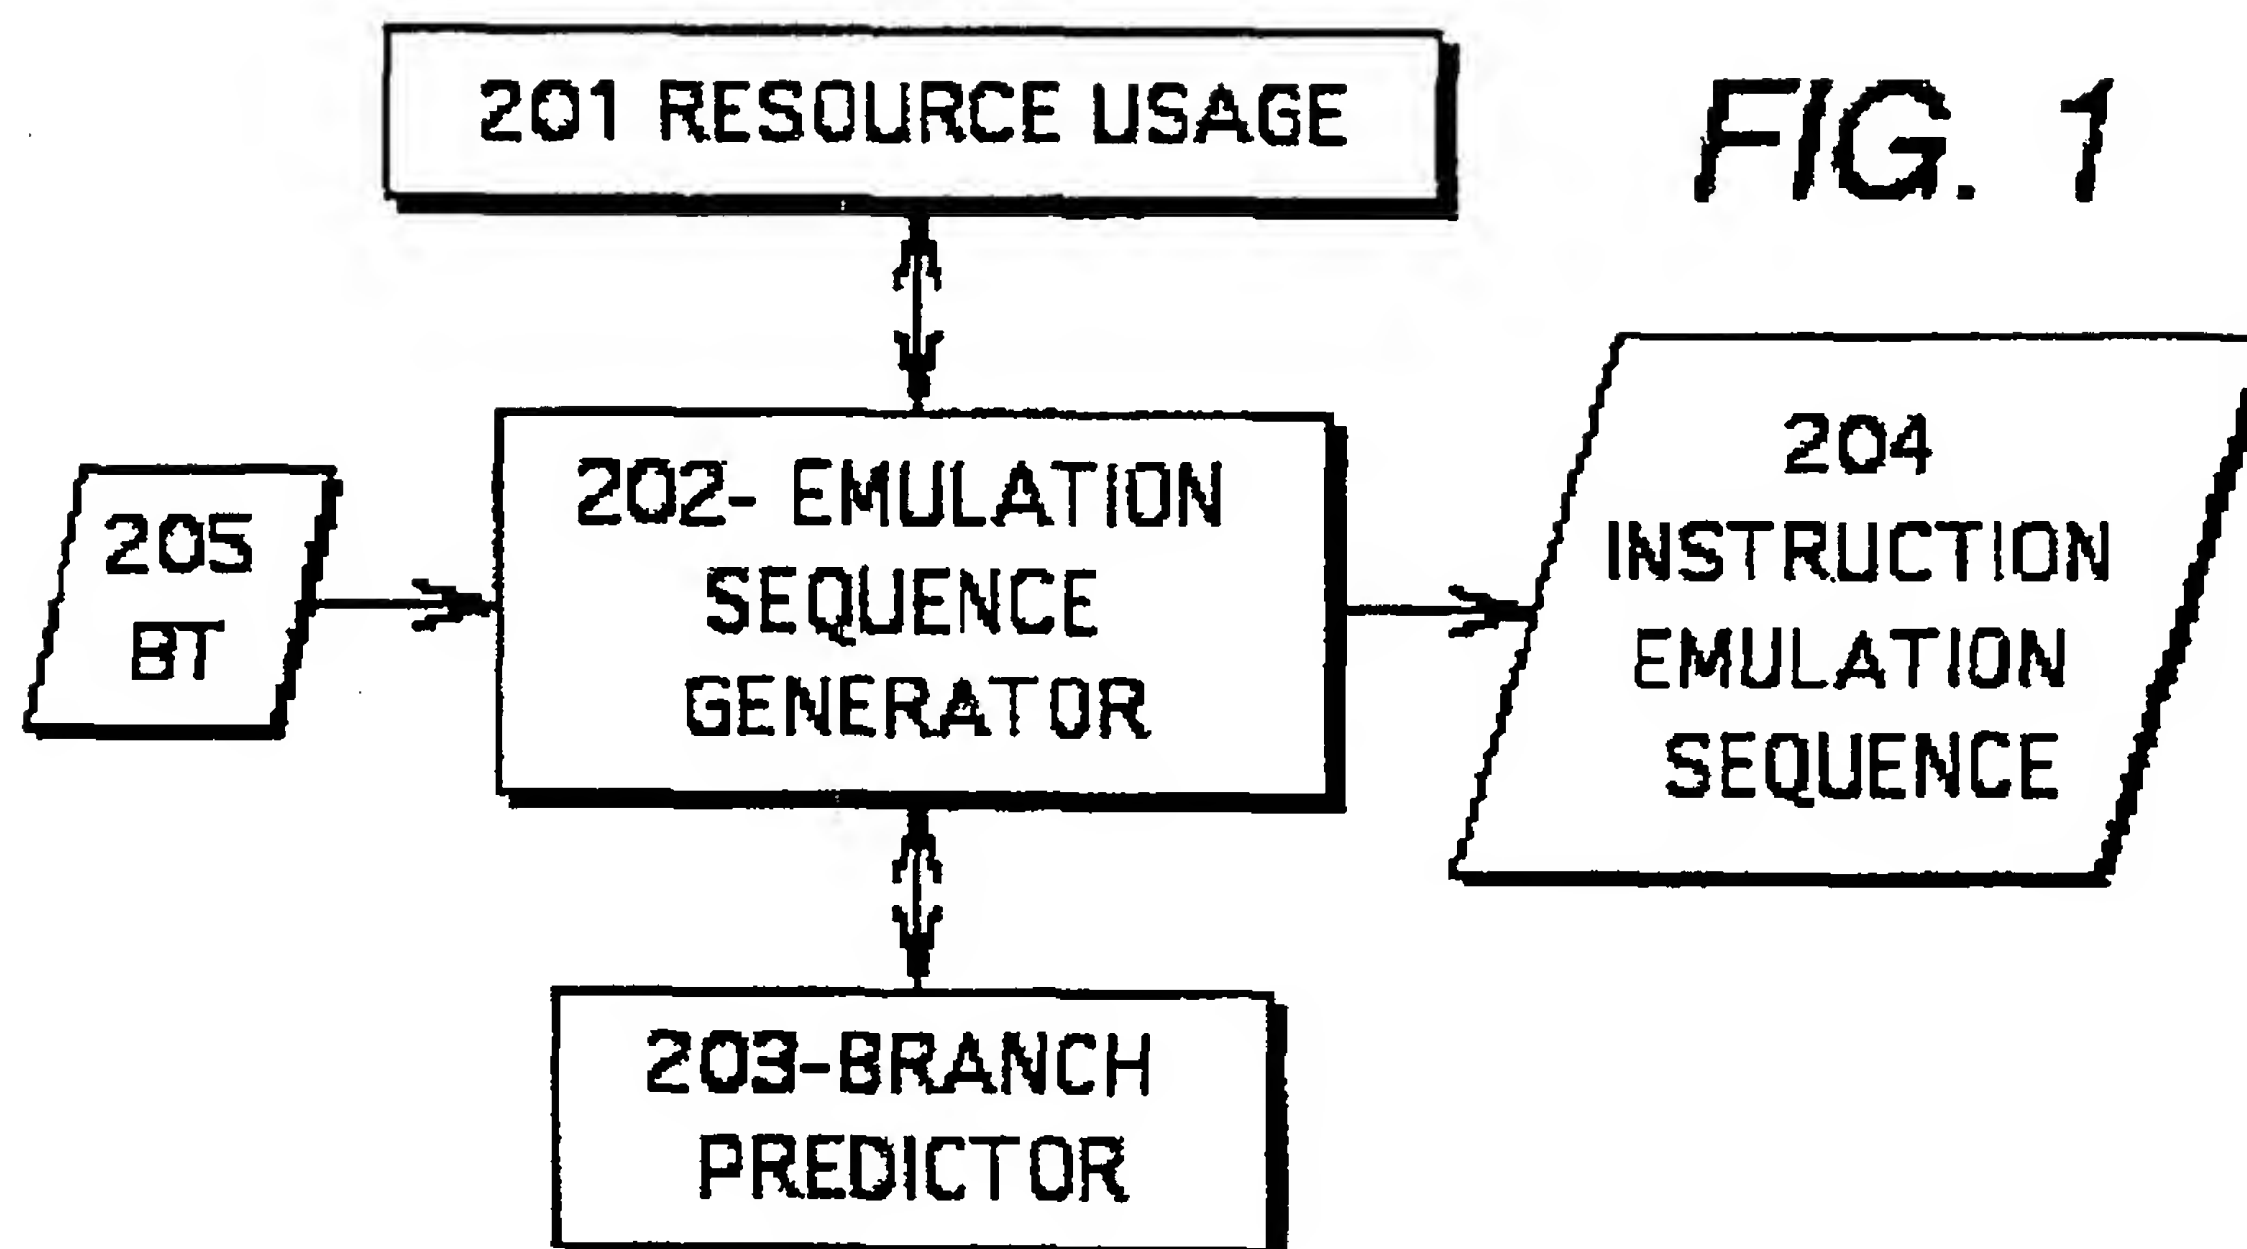 201 RESOURCE USAGE
FIG. 1
202- EMULATION
SEQUENCE
GENERATOR
205
BT
204
INSTRUCTION
EMULATION
SEQUENCE
203-BRANCH
PREDICTOR